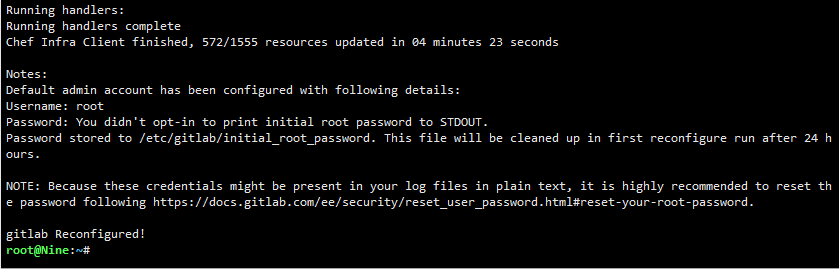 Running handlers:
Running handlers complete
Chef Infra Client finished, 572/1555 resources updated in 04 minutes 23 seconds
Notes:
Default admin account has been configured with following details:
Username: root
Password: You didn't opt-in to print initial root password to STDOUT.
Password stored to /etc/gitlab/initial_root_password. This file will be cleaned up in first reconfigure run after 24 h
ours.
NOTE: Because these credentials might be present in your log files in plain text, it is highly recommended to reset th
e password following https://docs.gitlab.com/ee/security/reset_user_password.html#reset-your-root-password.
gitlab Reconfigured!
root@Nine:~#